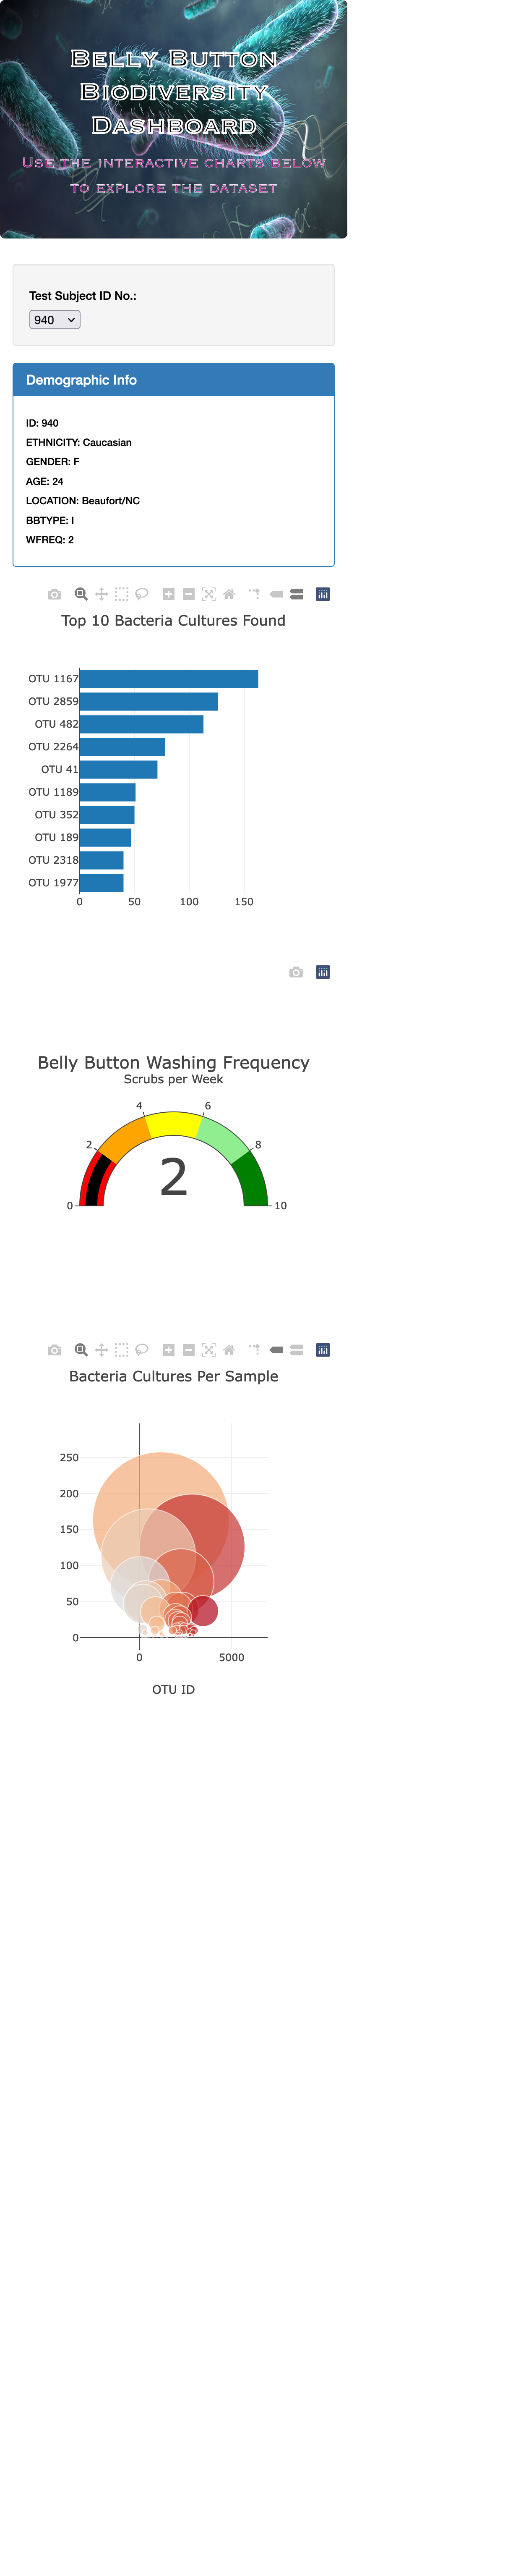 Belly Button
Biodiversity
Dashboard
Use the interactive charts below
to explore the dataset
Test Subject ID No.:
940
Demographic Info
ID: 940
ETHNICITY: Caucasian
GENDER: F
AGE: 24
LOCATION: Beaufort/NC
BBTYPE: I
WFREQ: 2
Top 10 Bacteria Cultures Found
OTU 1167
OTU 2859
OTU 482
OTU 2264
OTU 41
OTU 1189
OTU 352
OTU 189
OTU 2318
OTU 1977
0 50 100 150
Belly Button Washing Frequency
Scrubs per Week
4 6
2 8
2
0 10
Bacteria Cultures Per Sample
250
200
150
100
50
0
0 5000
OTU ID